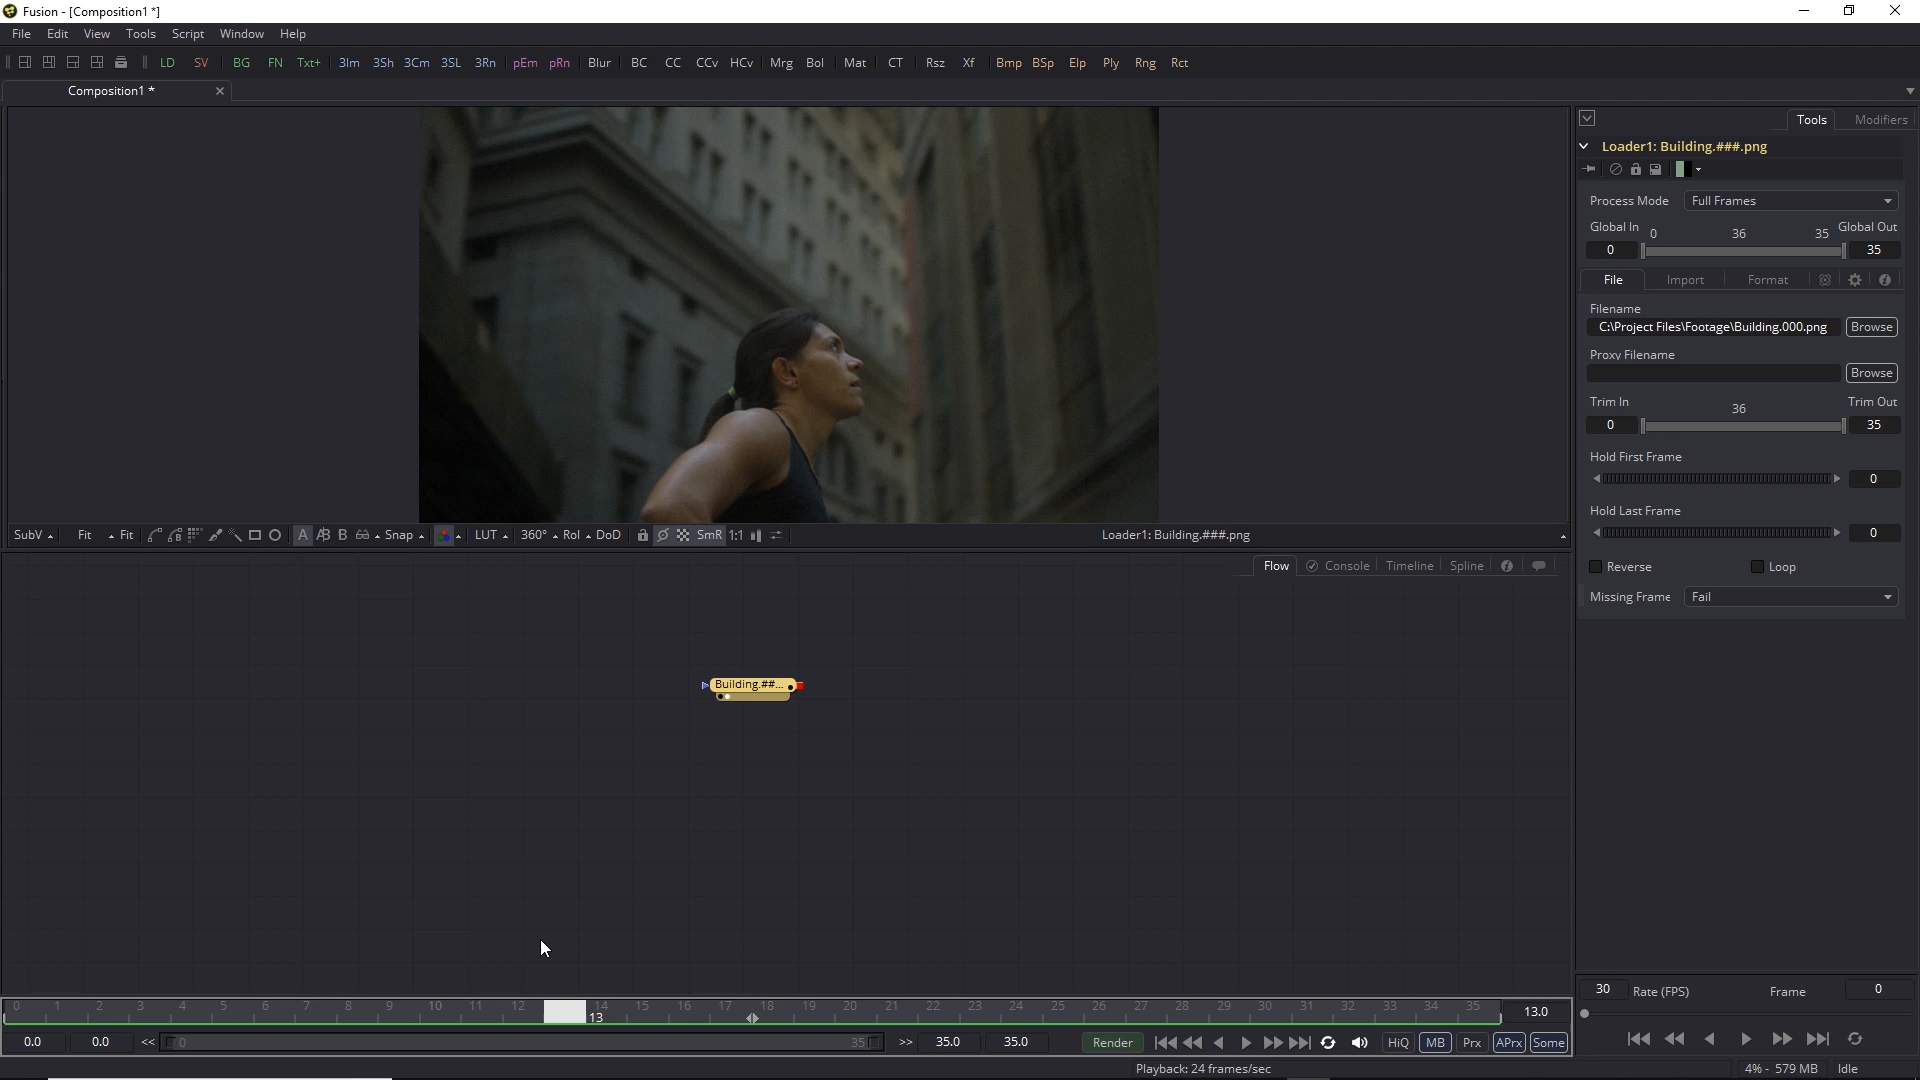 Fusion - [Composition1 *]
File Edit View Tools Script Window Help
LD SV BG FN Txt+ 3Im 3Sh 3Cm 3SL 3Rn pEm pRn Blur BC CC CCv HCv Mrg Bol Mat CT Rsz Xf Bmp BSp Elp Ply Rng Rct
Composition1 *
Tools Modifiers
Loader1: Building.###.png
Process Mode Full Frames
Global In 0 36 35 Global Out
0 35
File Import Format
Filename
C:\Project Files\Footage\Building.000.png Browse
Proxy Filename
Browse
Trim In 36 Trim Out
0 35
Hold First Frame
0
Hold Last Frame
0
Reverse Loop
Missing Frame Fail
SubV Fit Fit A A B B Snap LUT 360° RoI DoD SmR 1:1 Loader1: Building.###.png
Flow Console Timeline Spline
Building.##...
0 1 2 3 4 5 6 7 8 9 10 11 12 13 14 15 16 17 18 19 20 21 22 23 24 25 26 27 28 29 30 31 32 33 34 35 13.0
0.0 0.0 << 0 35 >> 35.0 35.0 Render HiQ MB Prx APrx Some
30 Rate (FPS) Frame 0
Playback: 24 frames/sec 4% - 579 MB Idle